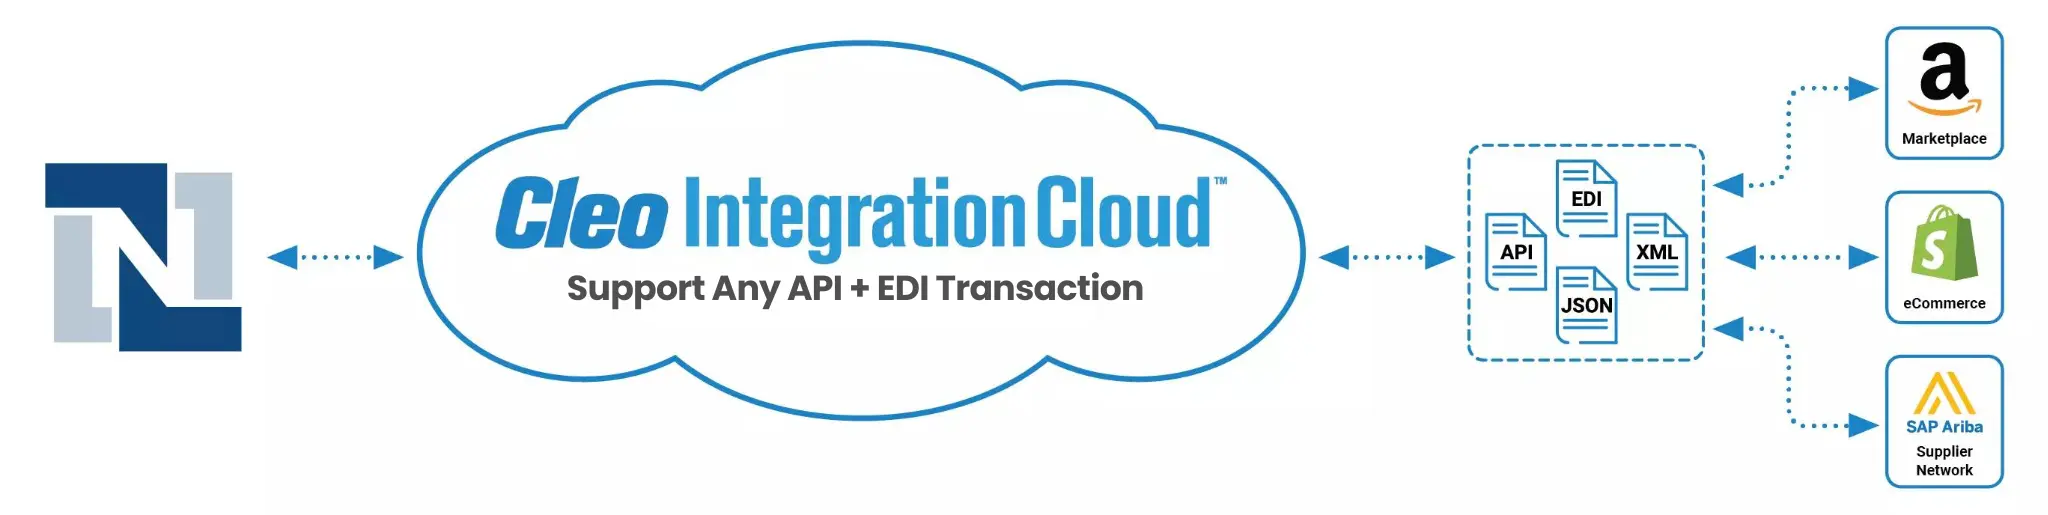 N
Cleo Integration Cloud™
Support Any API + EDI Transaction
EDI
API
XML
JSON
a
Marketplace
S
eCommerce
SAP Ariba
Supplier
Network